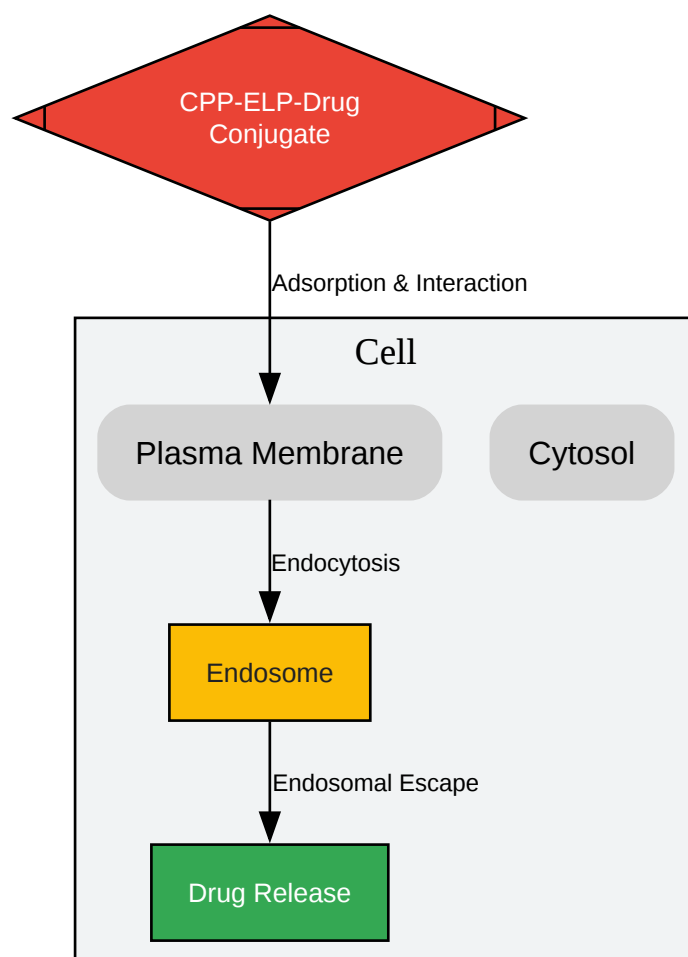 CPP-ELP-Drug
Conjugate
Adsorption & Interaction
Cell
Plasma Membrane
Cytosol
Endocytosis
Endosome
Endosomal Escape
Drug Release